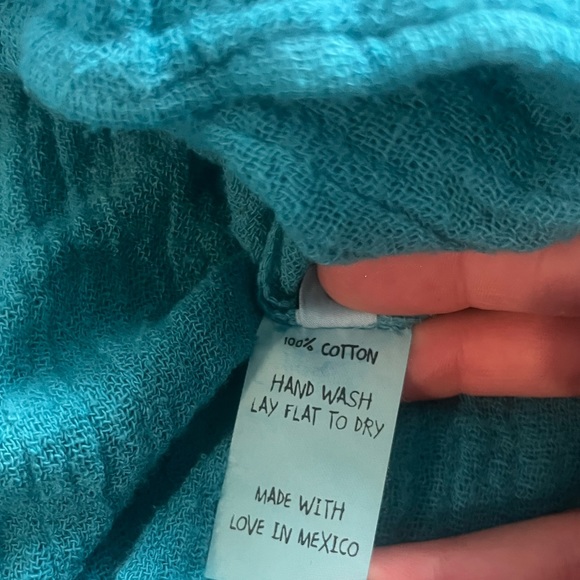 100% COTTON
HAND WASH
LAY FLAT TO DRY
MADE WITH
LOVE IN MEXICO